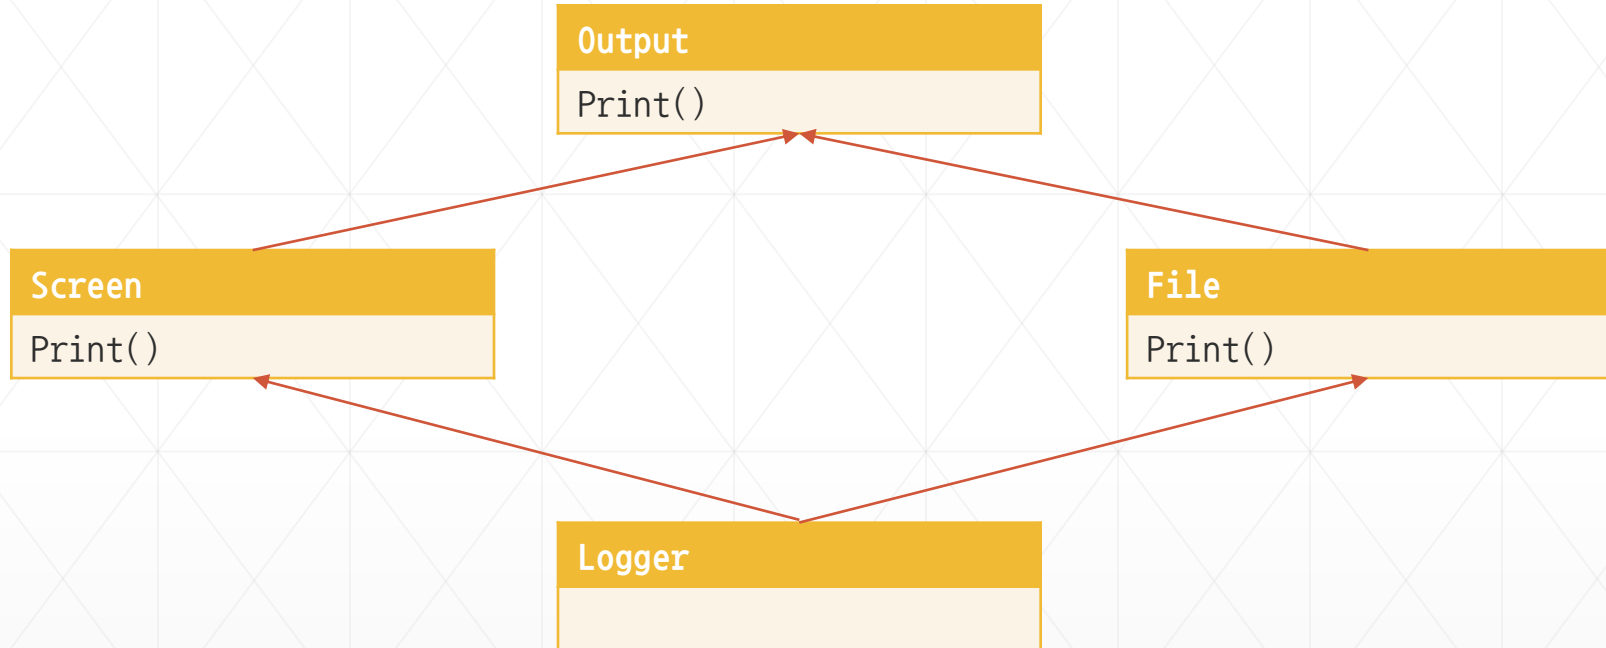 Output
Print()
Screen
Print()
File
Print()
Logger